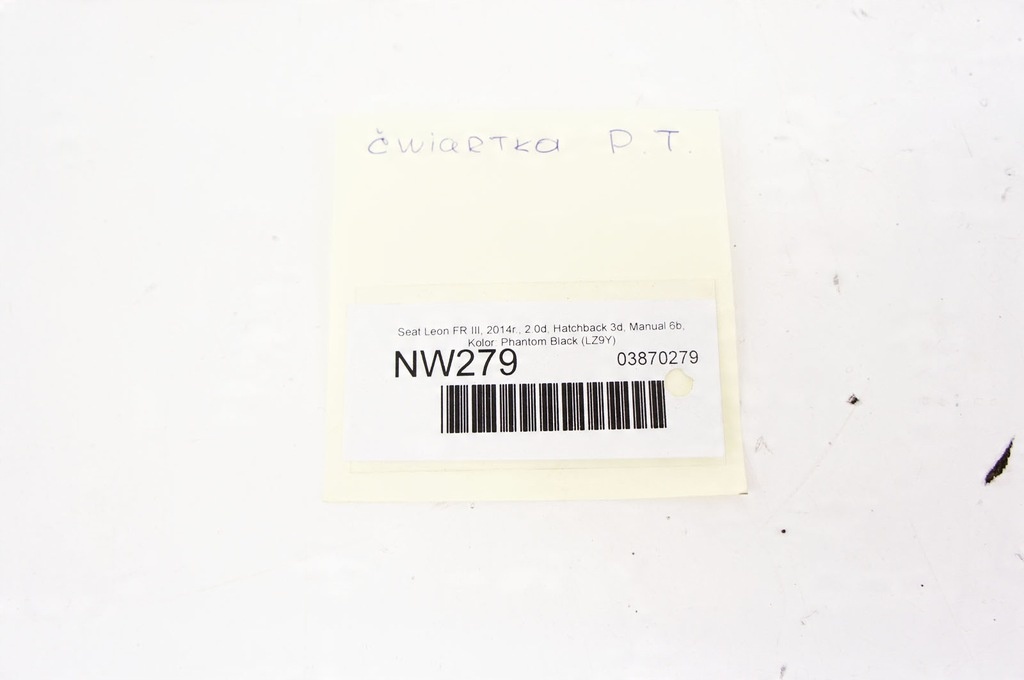 ćwiaRTka P.T.
Seat Leon FR III, 2014r., 2.0d, Hatchback 3d, Manual 6b,
Kolor: Phantom Black (LZ9Y)
NW279 03870279